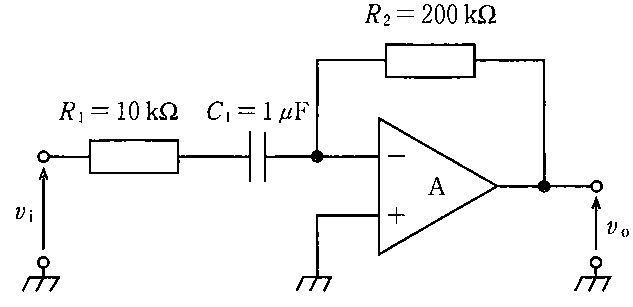 R₂ = 200 kΩ
R₁ = 10 kΩ C₁ = 1 μF
−
A
+
vᵢ
vₒ